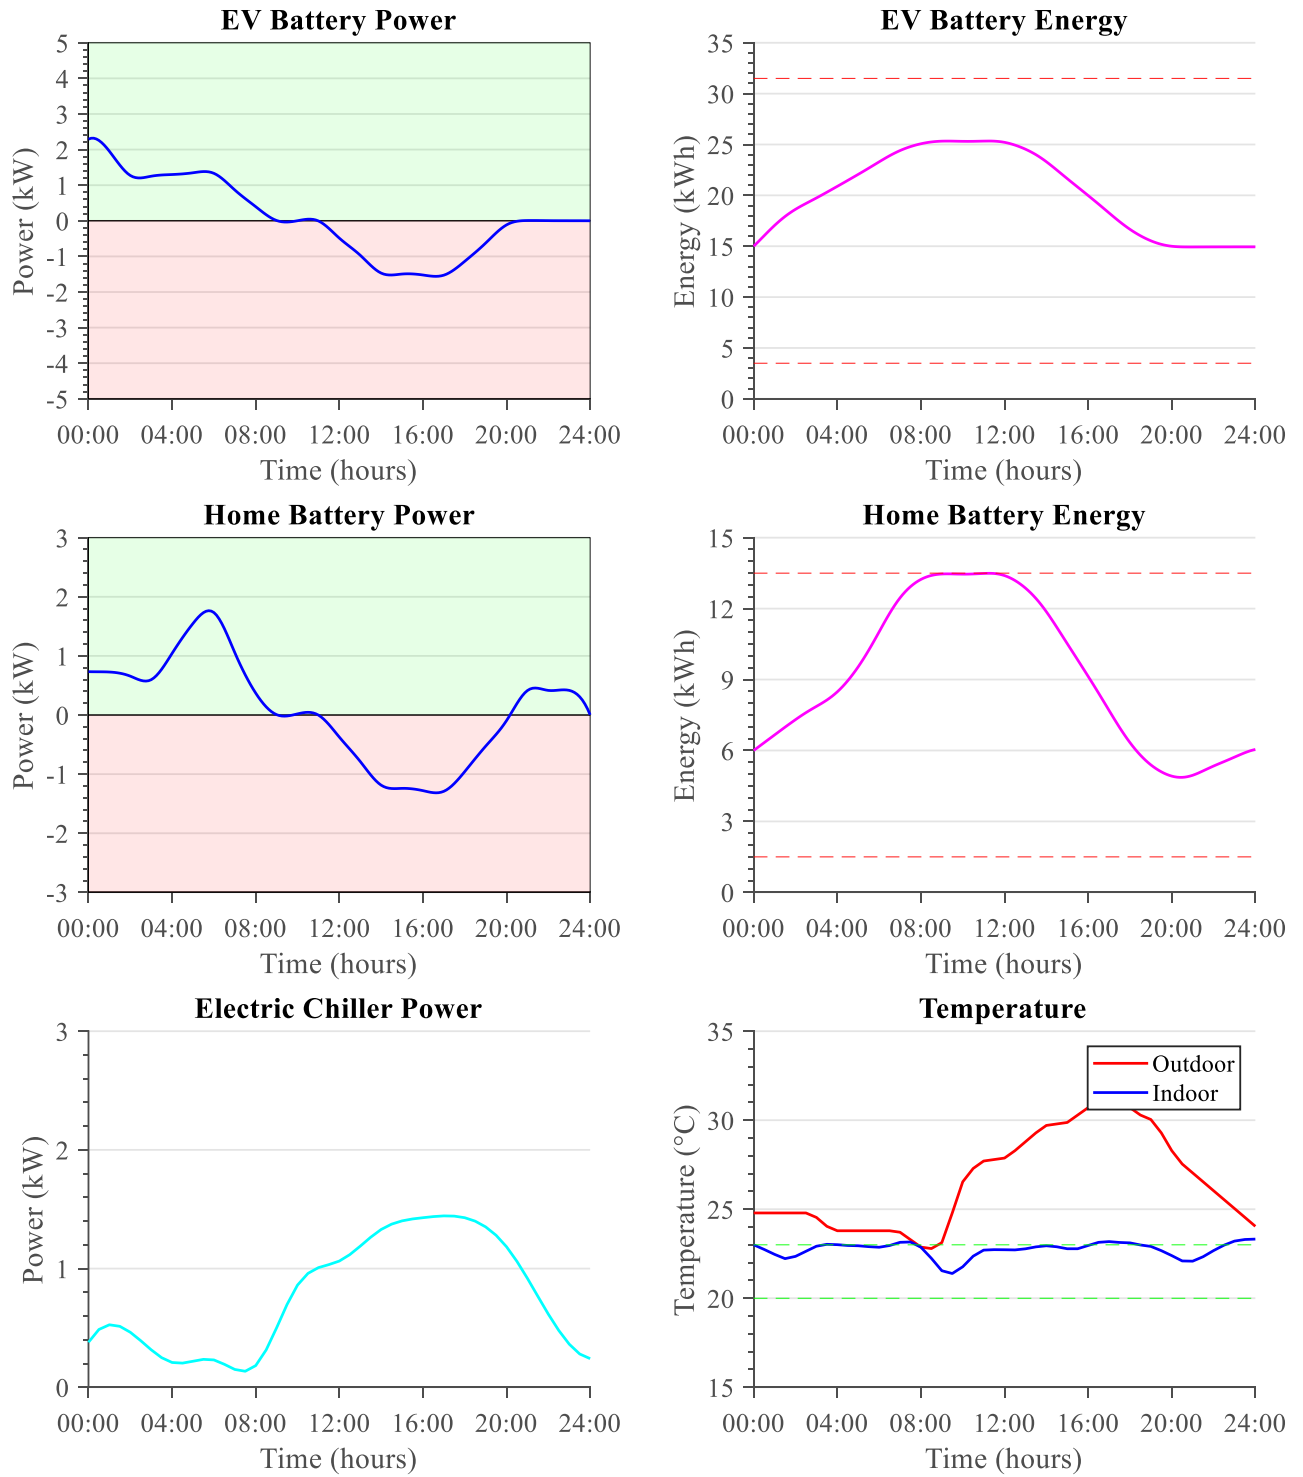 EV Battery Power
5
4
3
2
1
0
-1
-2
-3
-4
-5
Power (kW)
00:00 04:00 08:00 12:00 16:00 20:00 24:00
Time (hours)
EV Battery Energy
35
30
25
20
15
10
5
0
Energy (kWh)
00:00 04:00 08:00 12:00 16:00 20:00 24:00
Time (hours)
Home Battery Power
3
2
1
0
-1
-2
-3
Power (kW)
00:00 04:00 08:00 12:00 16:00 20:00 24:00
Time (hours)
Home Battery Energy
15
12
9
6
3
0
Energy (kWh)
00:00 04:00 08:00 12:00 16:00 20:00 24:00
Time (hours)
Electric Chiller Power
3
2
1
0
Power (kW)
00:00 04:00 08:00 12:00 16:00 20:00 24:00
Time (hours)
Temperature
35
30
25
20
15
Temperature (°C)
Outdoor
Indoor
00:00 04:00 08:00 12:00 16:00 20:00 24:00
Time (hours)